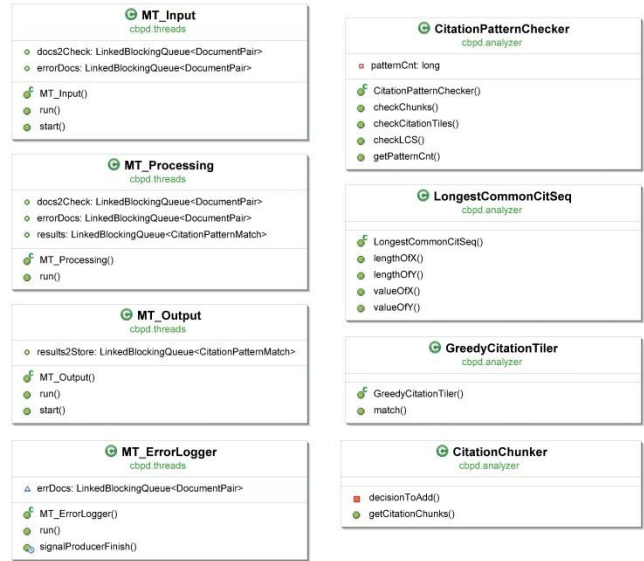 MT_Input
cbpd.threads
docs2Check: LinkedBlockingQueue<DocumentPair>
errorDocs: LinkedBlockingQueue<DocumentPair>
MT_Input()
run()
start()
MT_Processing
cbpd.threads
docs2Check: LinkedBlockingQueue<DocumentPair>
errorDocs: LinkedBlockingQueue<DocumentPair>
results: LinkedBlockingQueue<CitationPatternMatch>
MT_Processing()
run()
MT_Output
cbpd.threads
results2Store: LinkedBlockingQueue<CitationPatternMatch>
MT_Output()
run()
start()
MT_ErrorLogger
cbpd.threads
errDocs: LinkedBlockingQueue<DocumentPair>
MT_ErrorLogger()
run()
signalProducerFinish()
CitationPatternChecker
cbpd.analyzer
patternCnt: long
CitationPatternChecker()
checkChunks()
checkCitationTiles()
checkLCS()
getPatternCnt()
LongestCommonCitSeq
cbpd.analyzer
LongestCommonCitSeq()
lengthOfX()
lengthOfY()
valueOfX()
valueOfY()
GreedyCitationTiler
cbpd.analyzer
GreedyCitationTiler()
match()
CitationChunker
cbpd.analyzer
decisionToAdd()
getCitationChunks()